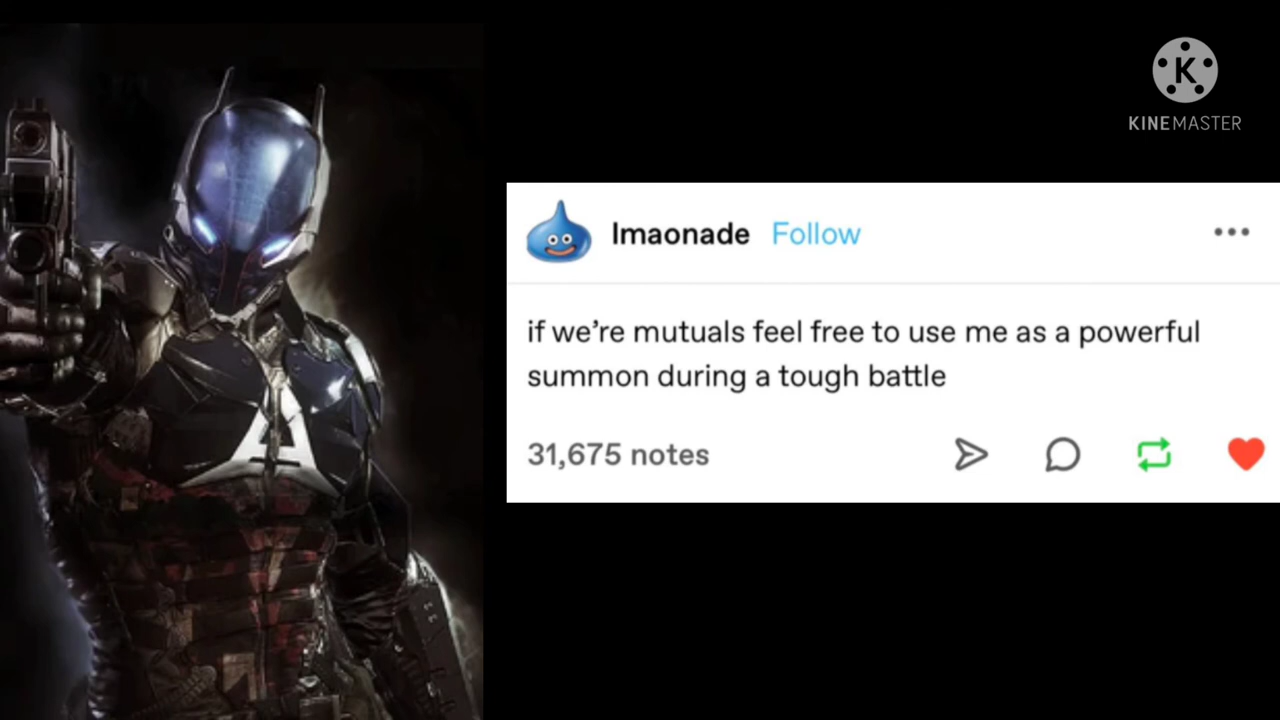 KINEMASTER
lmaonade Follow
if we’re mutuals feel free to use me as a powerful
summon during a tough battle
31,675 notes